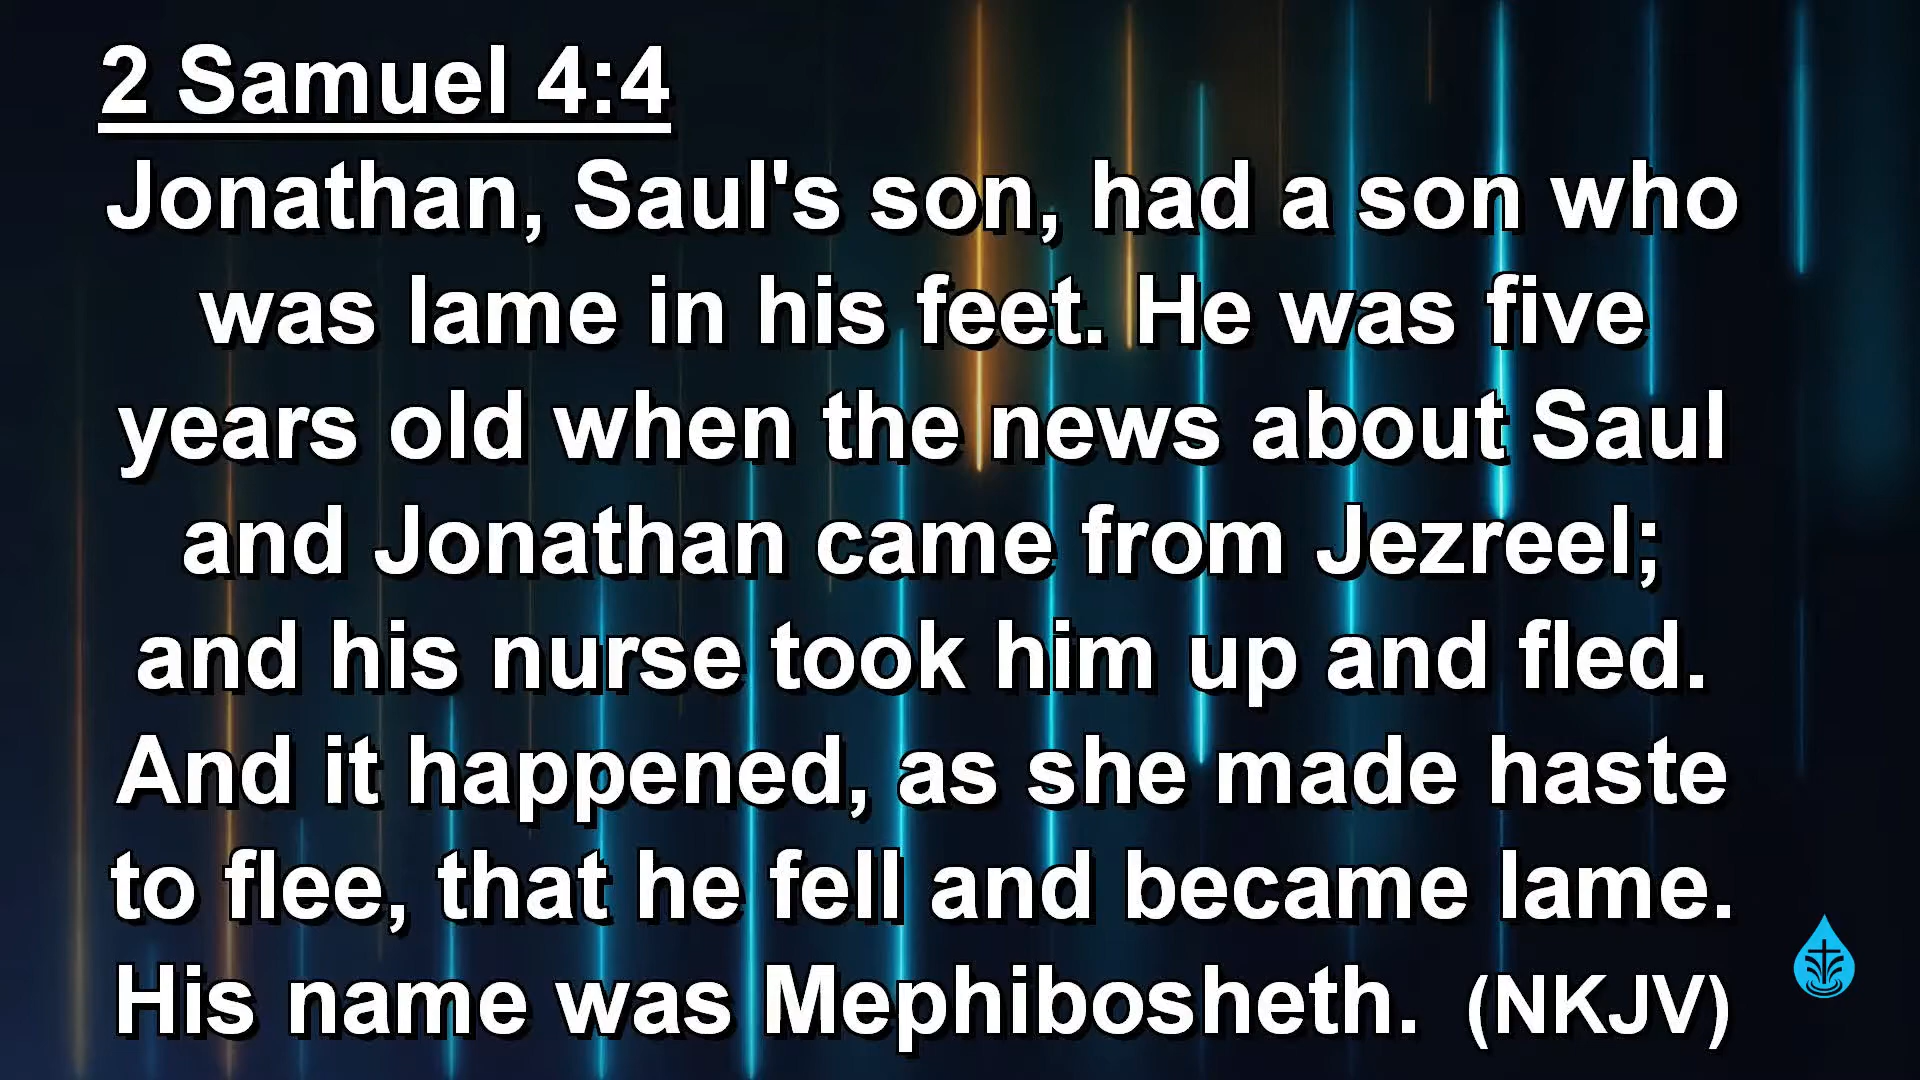 2 Samuel 4:4
Jonathan, Saul's son, had a son who
was lame in his feet. He was five
years old when the news about Saul
and Jonathan came from Jezreel;
and his nurse took him up and fled.
And it happened, as she made haste
to flee, that he fell and became lame.
His name was Mephibosheth. (NKJV)